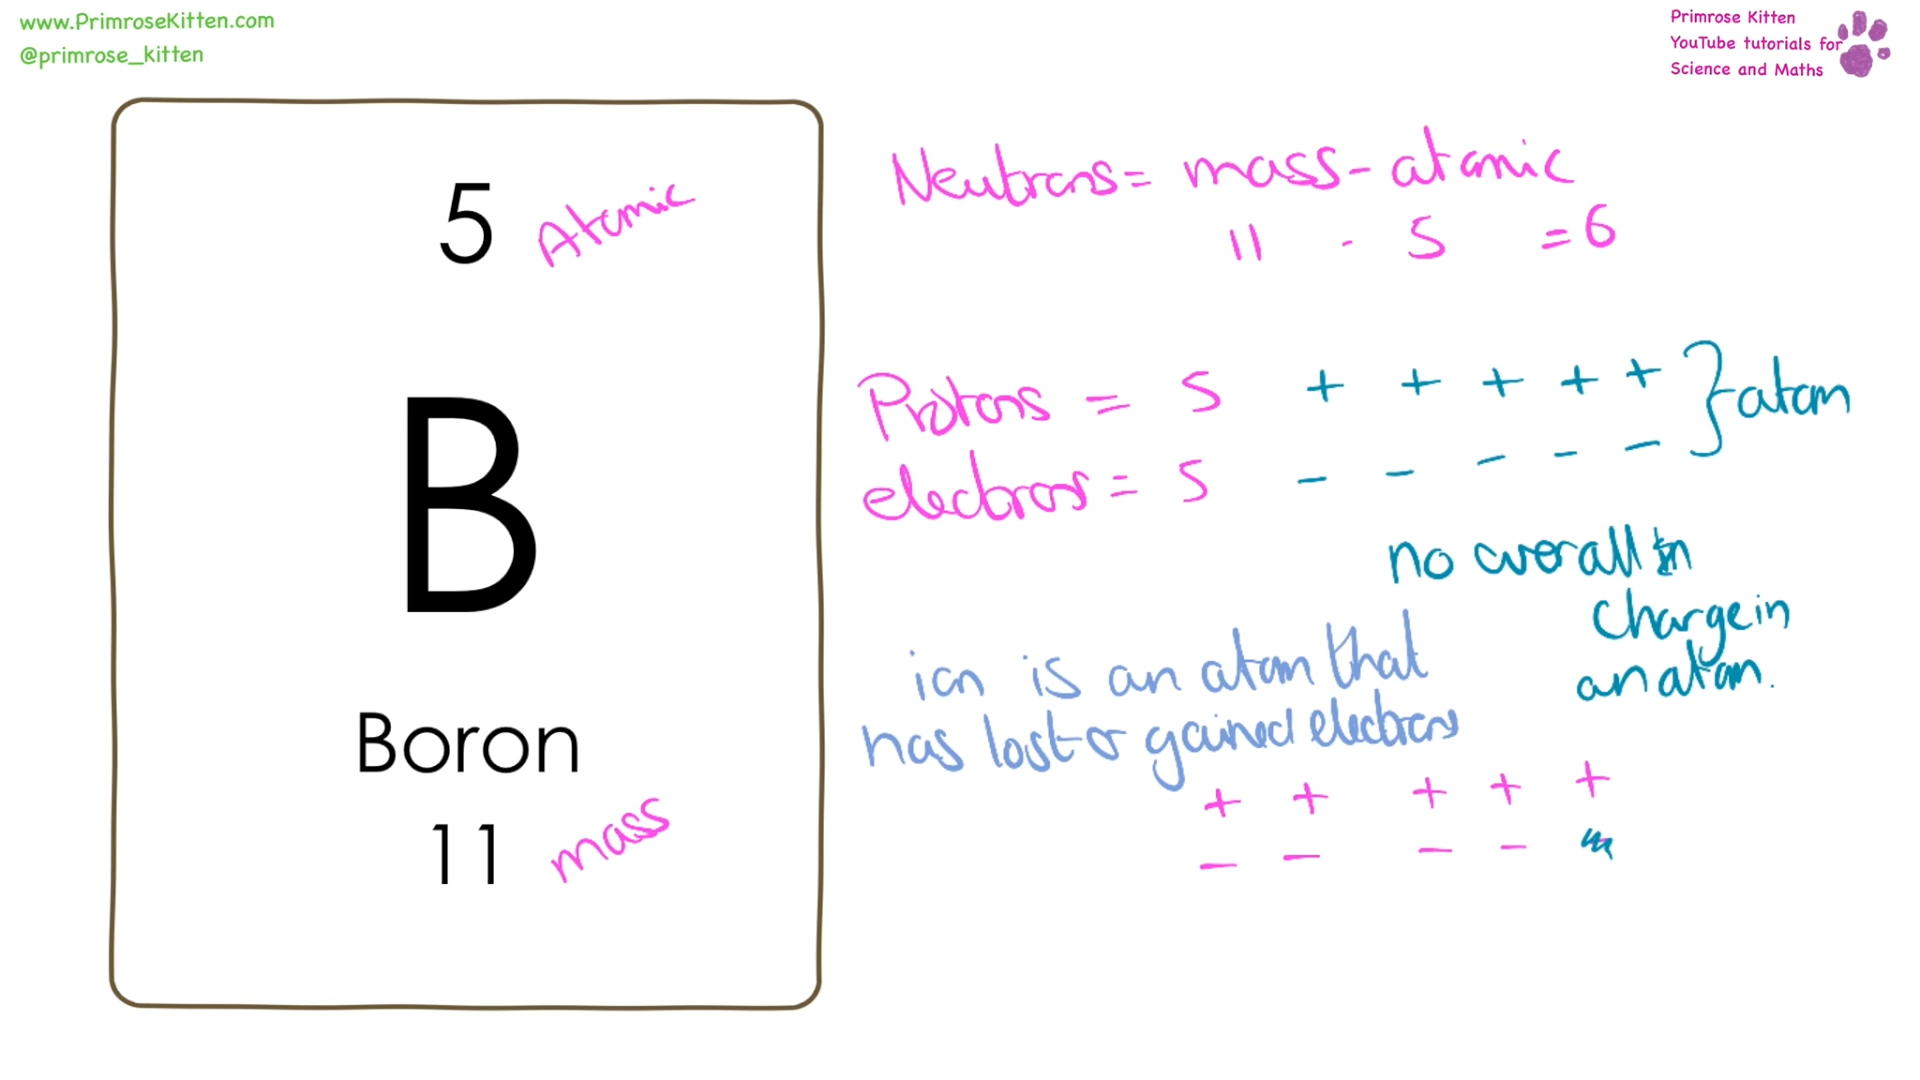 www.PrimroseKitten.com
@primrose_kitten
Primrose Kitten
YouTube tutorials for
Science and Maths
5 Atomic
B
Boron
11 mass
Neutrons = mass - atomic
11 - 5 = 6
Protons = 5 + + + + + } atom
electrons = 5 - - - - -
no overall
charge in
an atom.
ion is an atom that
has lost or gained electrons
+ + + + +
- - - -